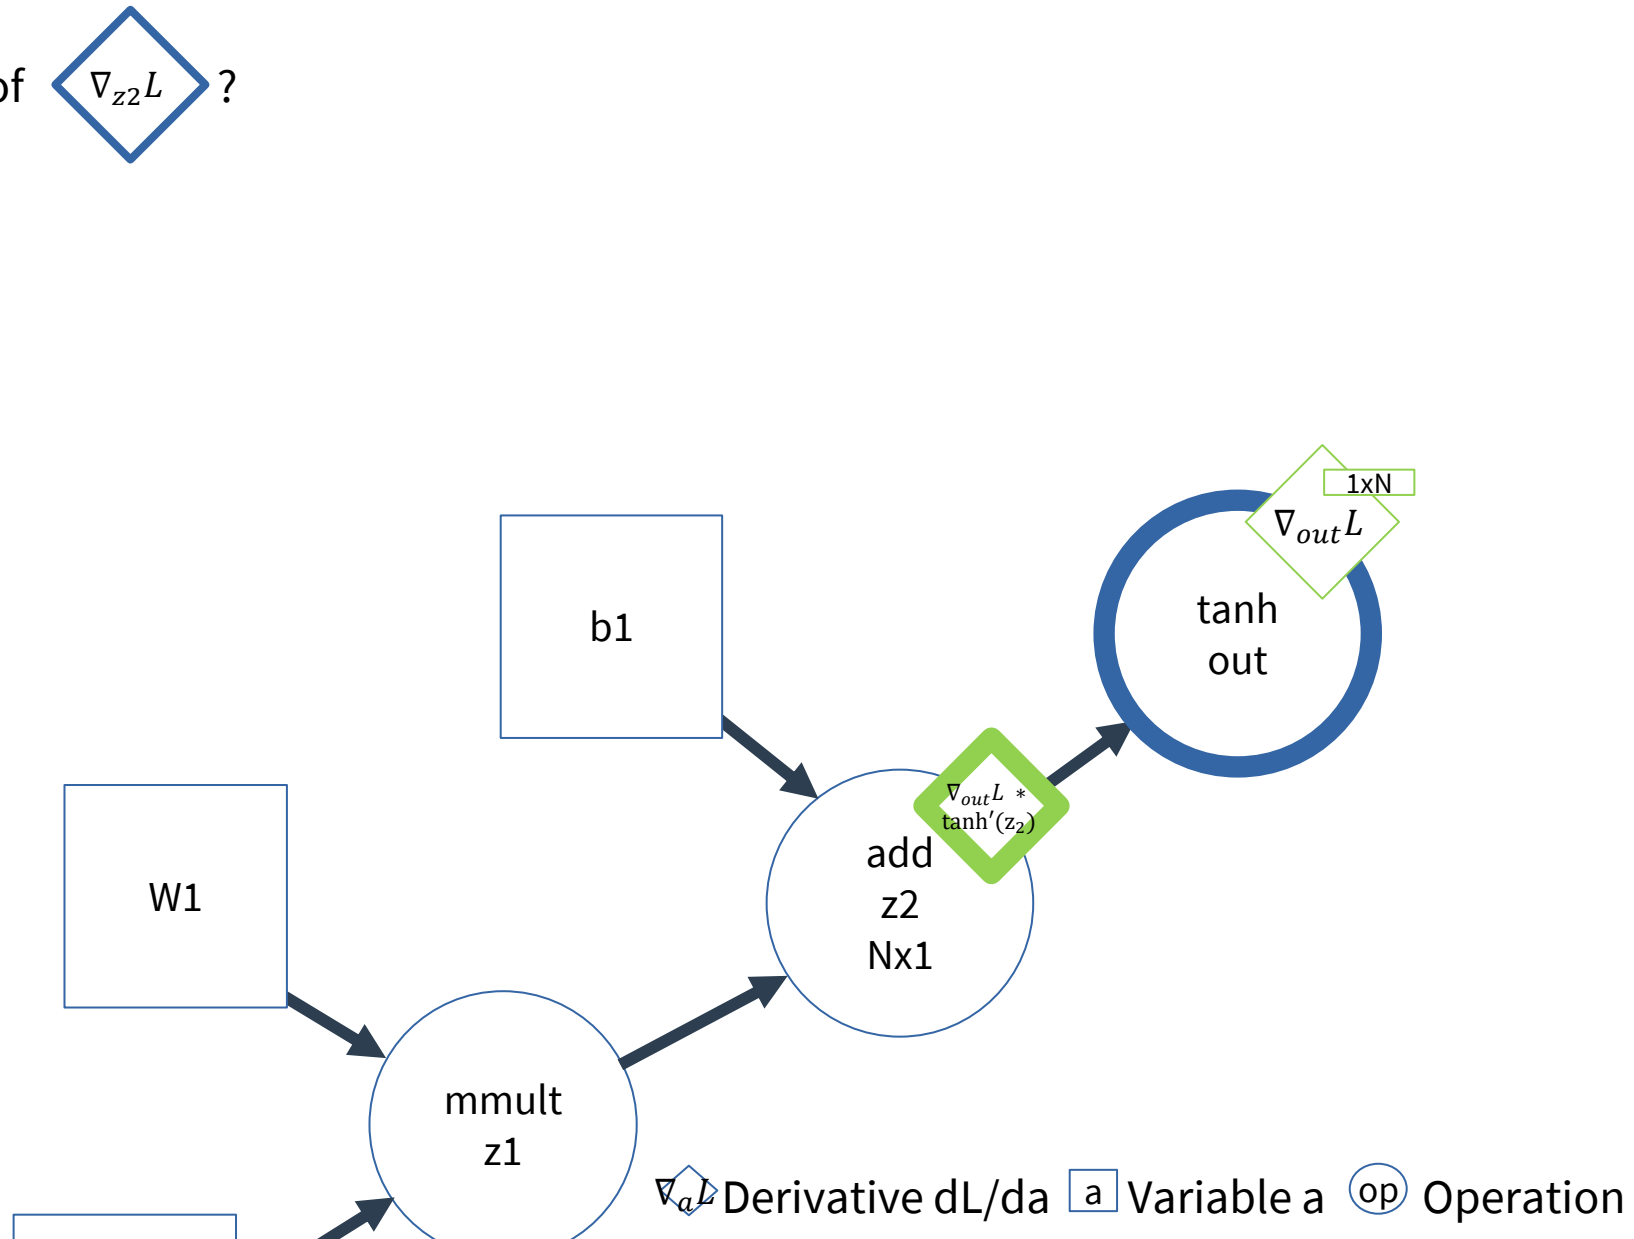 of ∇z2L ?
1xN
∇outL
tanh
out
b1
∇outL *
tanh′(z2)
add
z2
Nx1
W1
mmult
z1
∇aL Derivative dL/da a Variable a op Operation